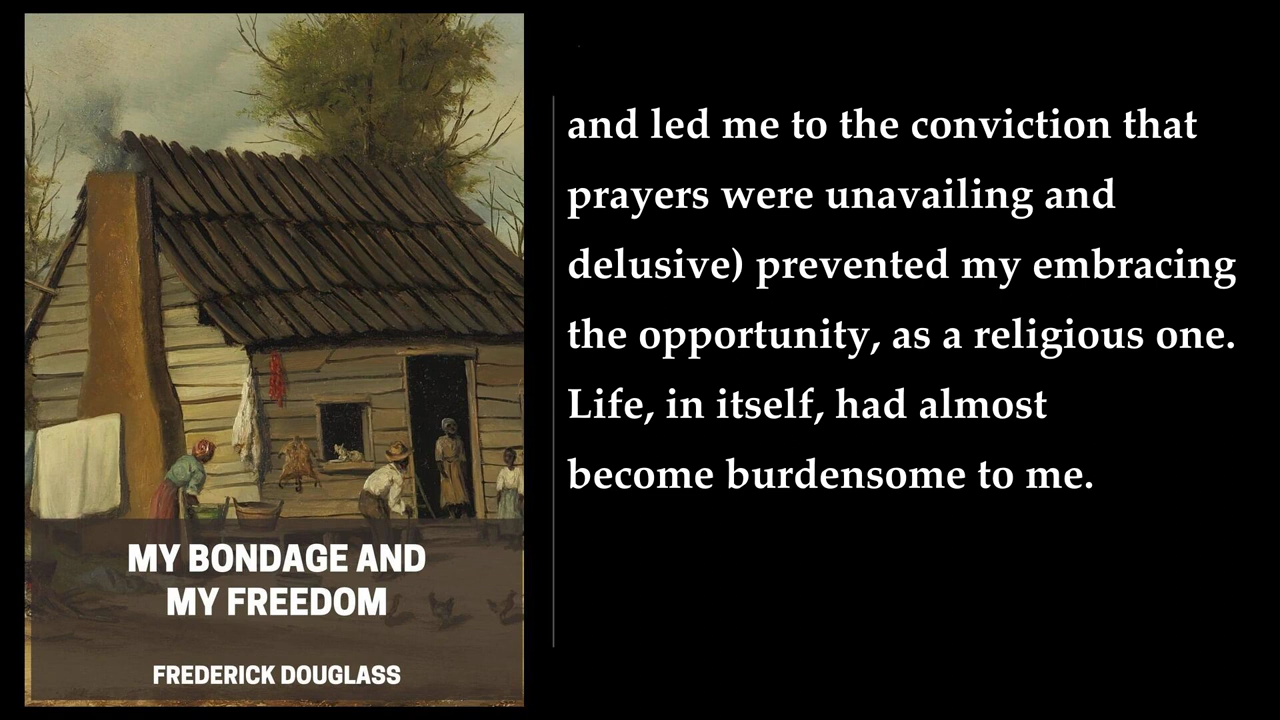 and led me to the conviction that
prayers were unavailing and
delusive) prevented my embracing
the opportunity, as a religious one.
Life, in itself, had almost
become burdensome to me.
MY BONDAGE AND
MY FREEDOM
FREDERICK DOUGLASS